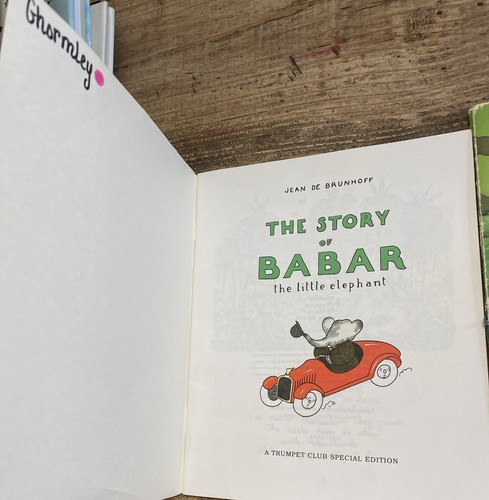 Ghormley
JEAN DE BRUNHOFF
THE STORY
OF
BABAR
the little elephant
A TRUMPET CLUB SPECIAL EDITION